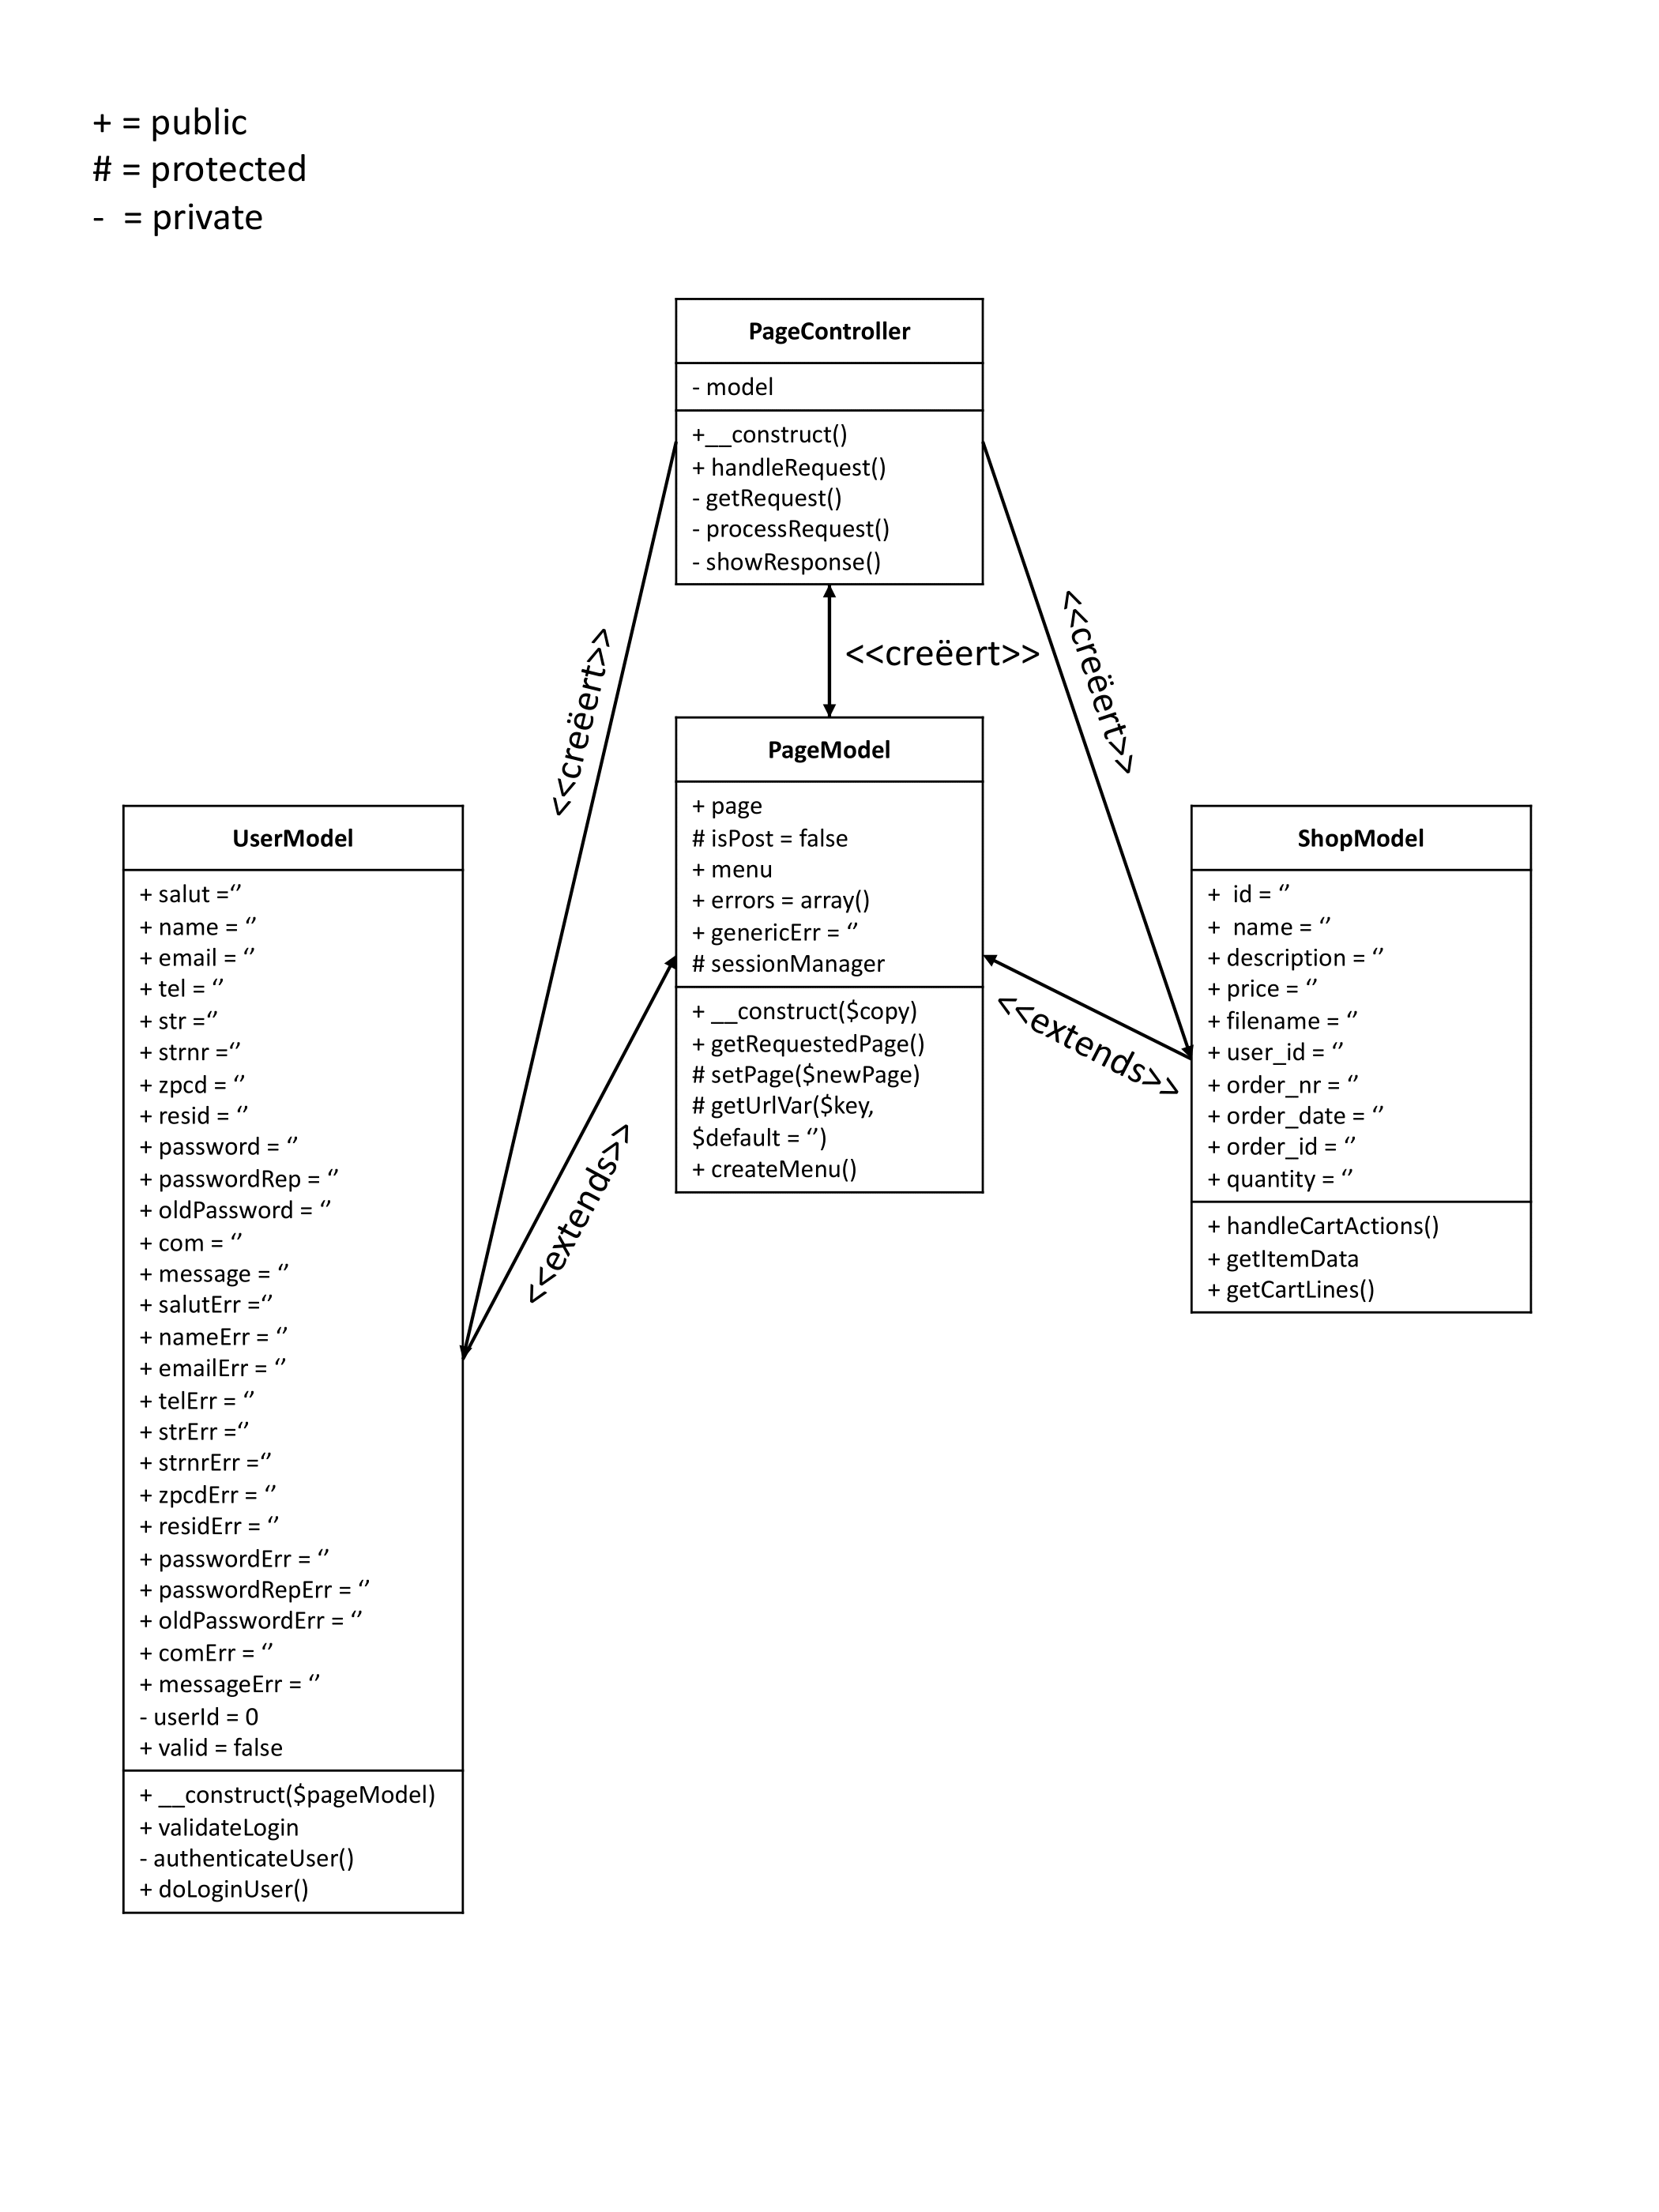 + = public
# = protected
-  = private
PageController
- model
+__construct()
+ handleRequest()
- getRequest()
- processRequest()
- showResponse()
<<creëert>>
<<creëert>>
<<creëert>>
PageModel
+ page
# isPost = false
+ menu
+ errors = array()
+ genericErr = ‘’
# sessionManager
+ __construct($copy)
+ getRequestedPage()
# setPage($newPage)
# getUrlVar($key,
$default = ‘’)
+ createMenu()
<<extends>>
<<extends>>
UserModel
+ salut =‘’
+ name = ‘’
+ email = ‘’
+ tel = ‘’
+ str =‘’
+ strnr =‘’
+ zpcd = ‘’
+ resid = ‘’
+ password = ‘’
+ passwordRep = ‘’
+ oldPassword = ‘’
+ com = ‘’
+ message = ‘’
+ salutErr =‘’
+ nameErr = ‘’
+ emailErr = ‘’
+ telErr = ‘’
+ strErr =‘’
+ strnrErr =‘’
+ zpcdErr = ‘’
+ residErr = ‘’
+ passwordErr = ‘’
+ passwordRepErr = ‘’
+ oldPasswordErr = ‘’
+ comErr = ‘’
+ messageErr = ‘’
- userId = 0
+ valid = false
+ __construct($pageModel)
+ validateLogin
- authenticateUser()
+ doLoginUser()
ShopModel
+  id = ‘’
+  name = ‘’
+ description = ‘’
+ price = ‘’
+ filename = ‘’
+ user_id = ‘’
+ order_nr = ‘’
+ order_date = ‘’
+ order_id = ‘’
+ quantity = ‘’
+ handleCartActions()
+ getItemData
+ getCartLines()